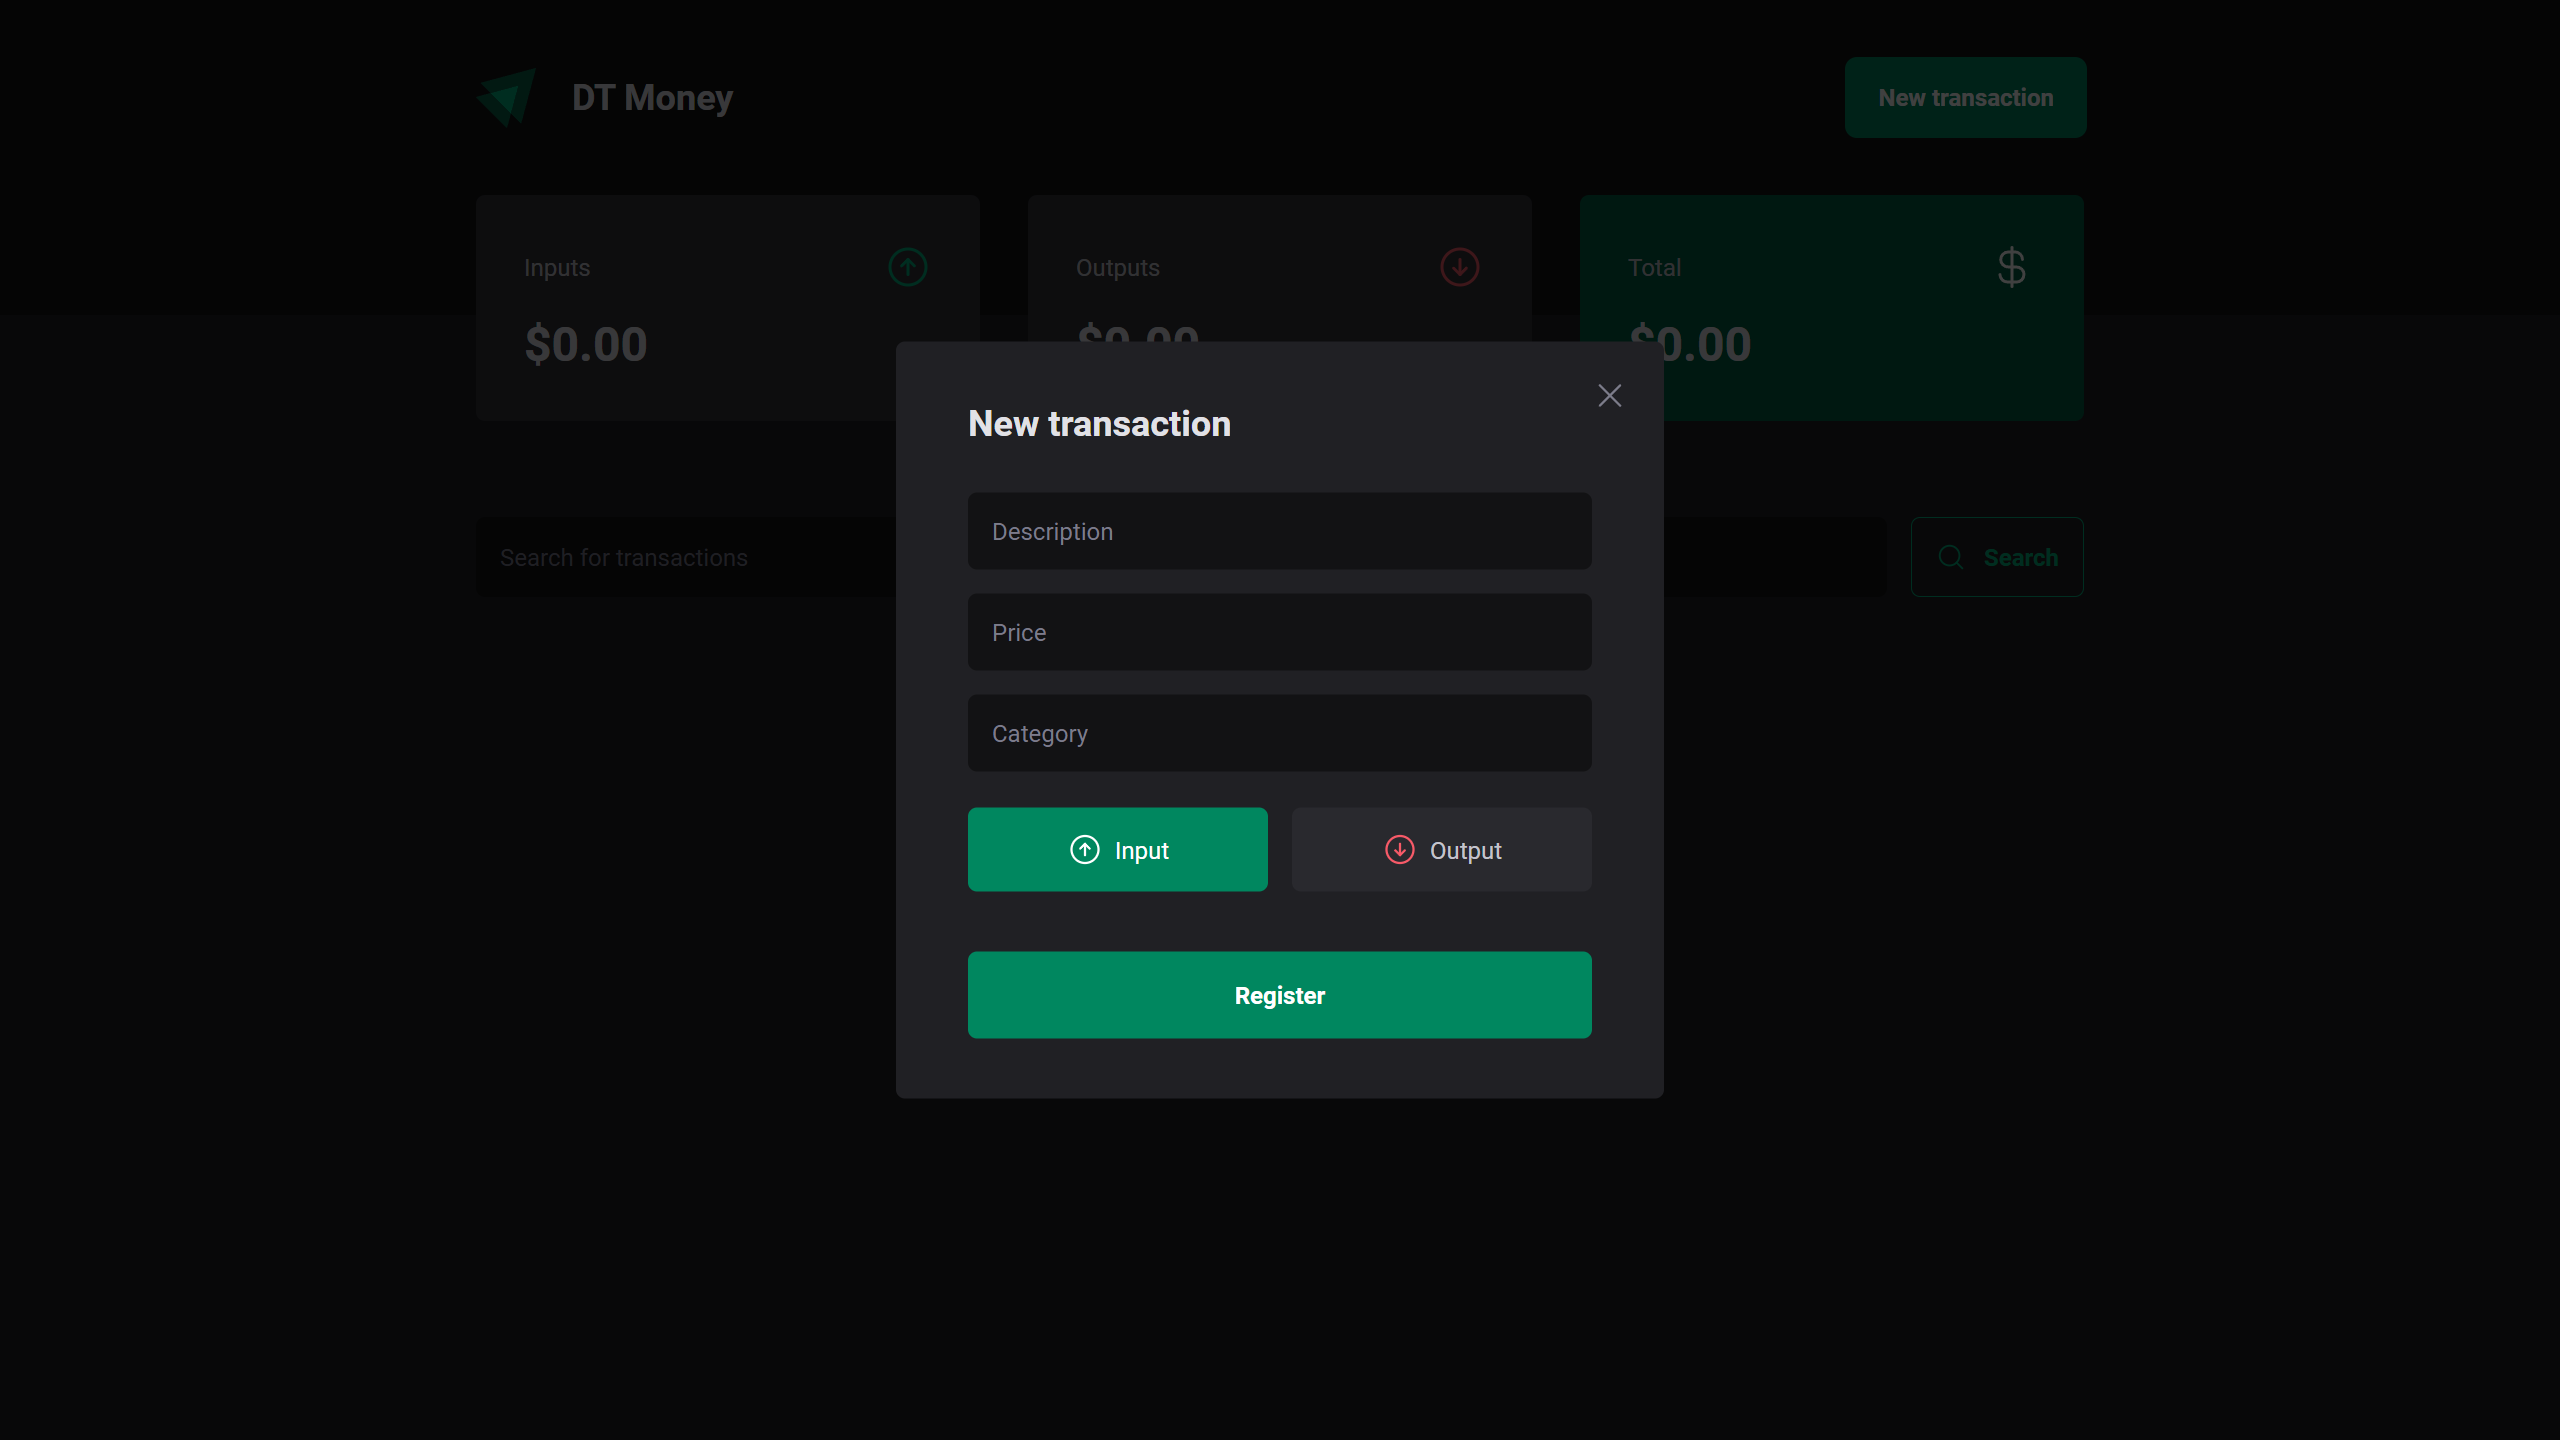 DT Money
New transaction
Inputs
$0.00
Outputs
$0.00
Total
$0.00
Search for transactions
Search
New transaction
Description
Price
Category
Input
Output
Register